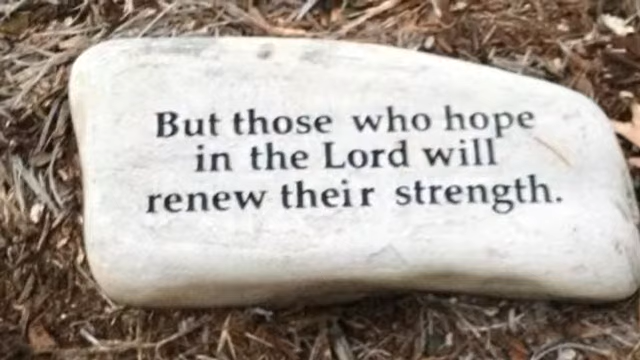 But those who hope
in the Lord will
renew their strength.